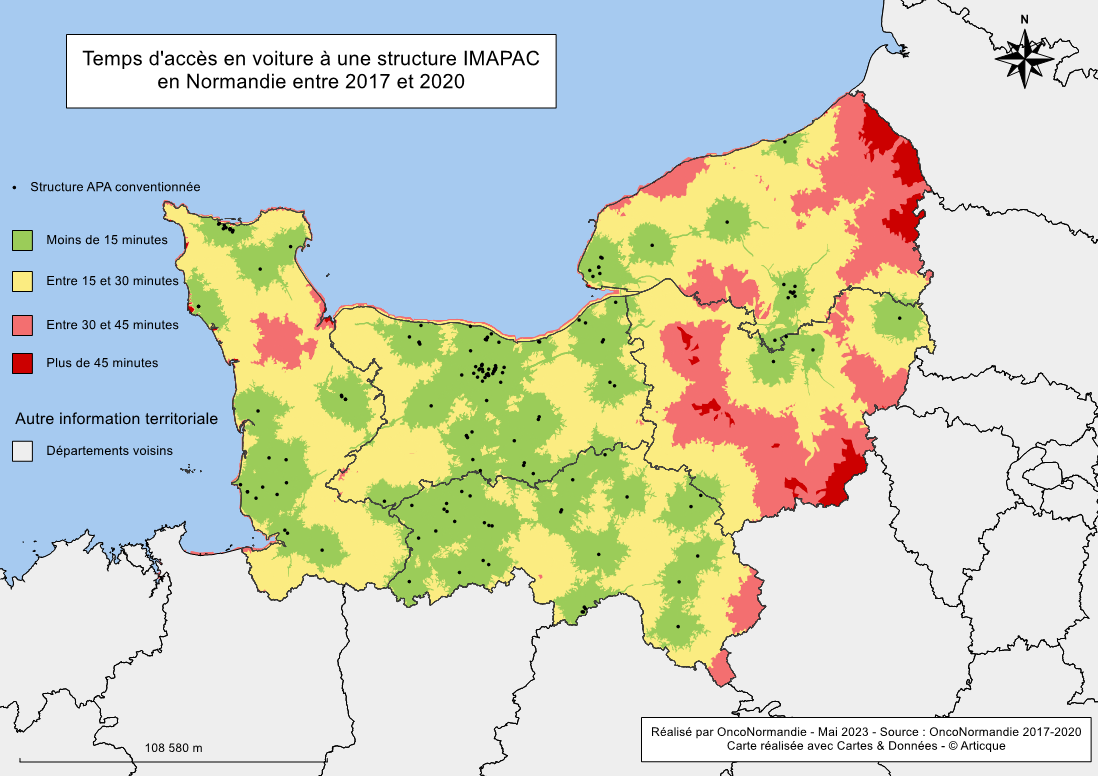 N
Temps d'accès en voiture à une structure IMAPAC
en Normandie entre 2017 et 2020
Structure APA conventionnée
Moins de 15 minutes
Entre 15 et 30 minutes
Entre 30 et 45 minutes
Plus de 45 minutes
Autre information territoriale
Départements voisins
108 580 m
Réalisé par OncoNormandie - Mai 2023 - Source : OncoNormandie 2017-2020
Carte réalisée avec Cartes & Données - © Articque